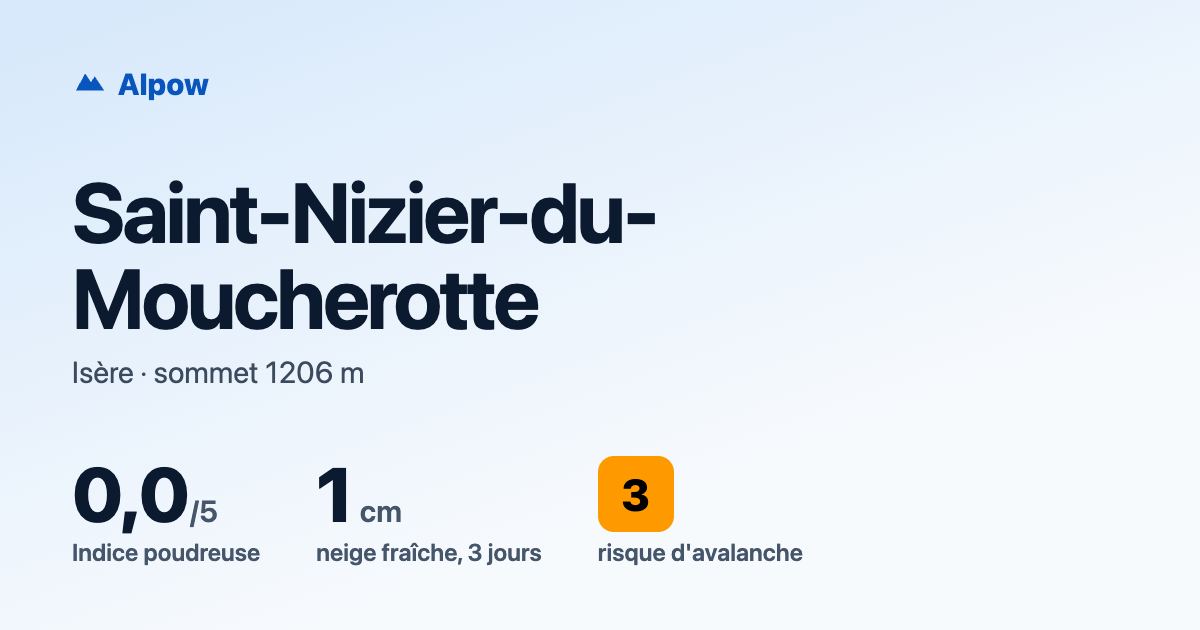 Alpow
Saint-Nizier-du-
Moucherotte
Isère · sommet 1206 m
0,0/5
1 cm
3
Indice poudreuse
neige fraîche, 3 jours
risque d'avalanche